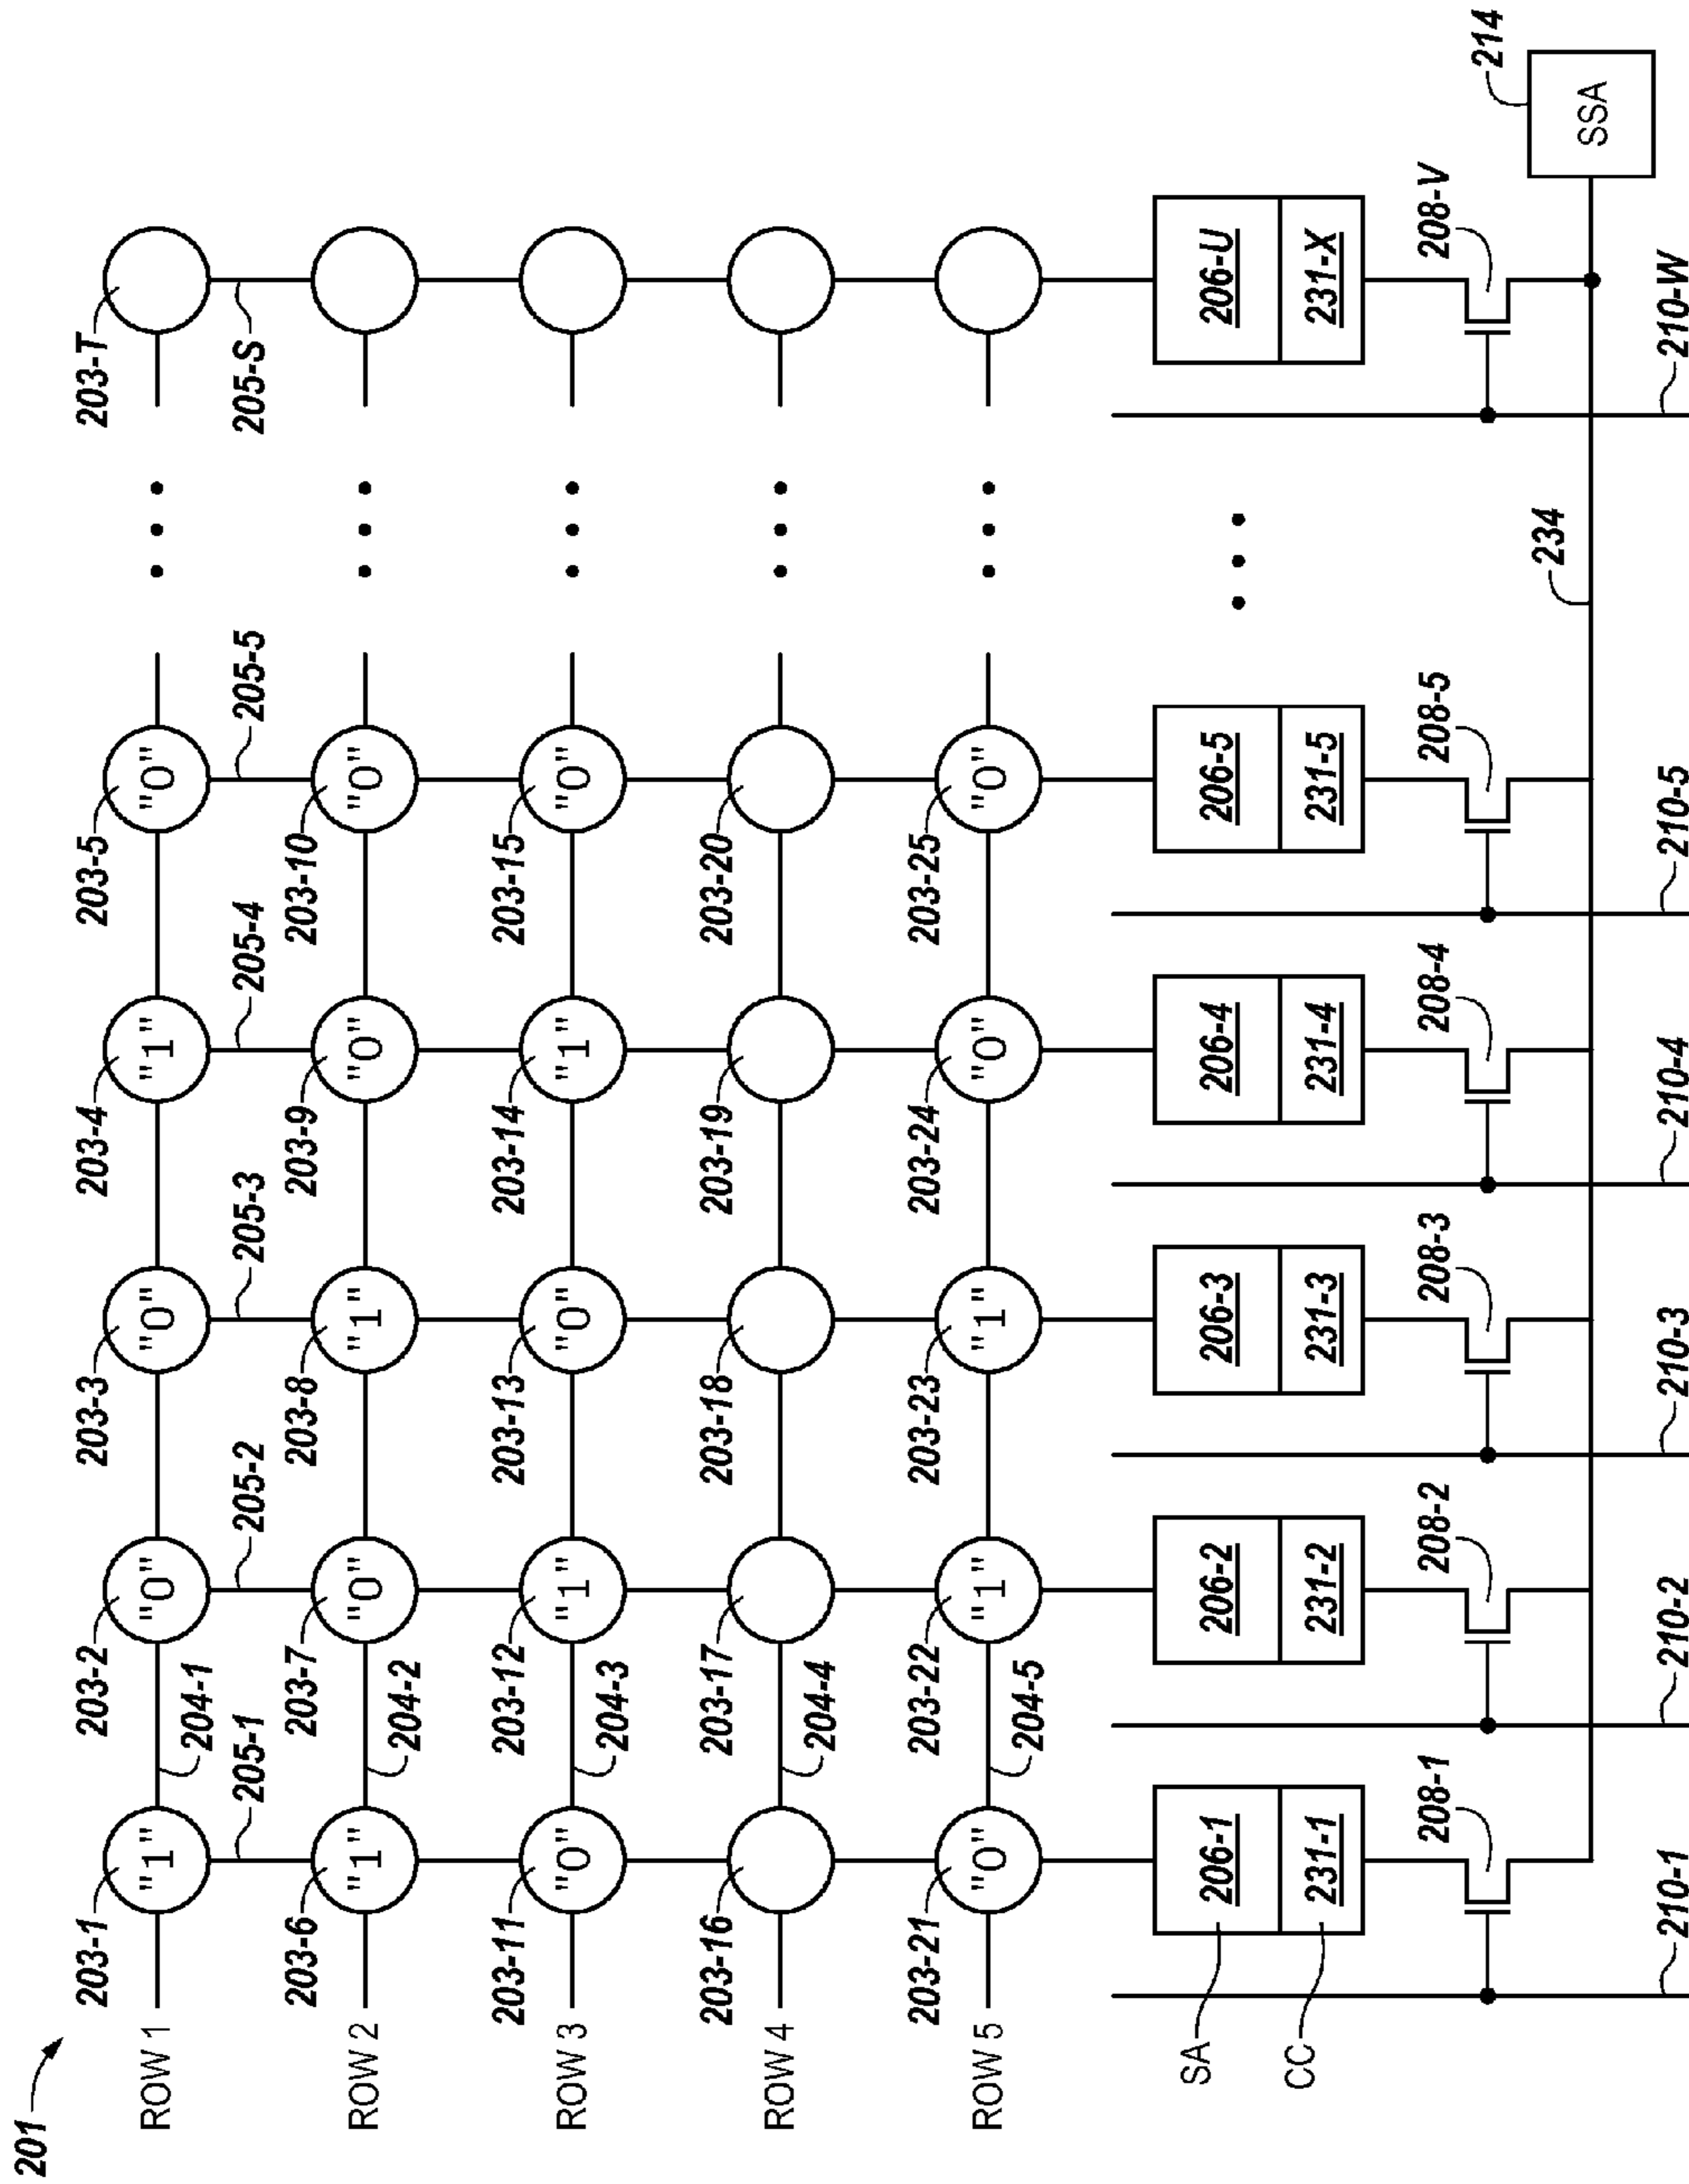 201
203-1 203-2 203-3 203-4 203-5 203-T
ROW 1 "1" "0" "0" "1" "0"
204-1
205-1 205-2 205-3 205-4 205-5 205-S
203-6 203-7 203-8 203-9 203-10
ROW 2 "1" "0" "1" "0" "0"
204-2
203-11 203-12 203-13 203-14 203-15
ROW 3 "0" "1" "0" "1" "0"
204-3
203-16 203-17 203-18 203-19 203-20
ROW 4
204-4
203-21 203-22 203-23 203-24 203-25
ROW 5 "0" "1" "1" "0" "0"
204-5
SA 206-1 206-2 206-3 206-4 206-5 206-U
CC 231-1 231-2 231-3 231-4 231-5 231-X
208-1 208-2 208-3 208-4 208-5 208-V
214
234
SSA
210-1 210-2 210-3 210-4 210-5 210-W